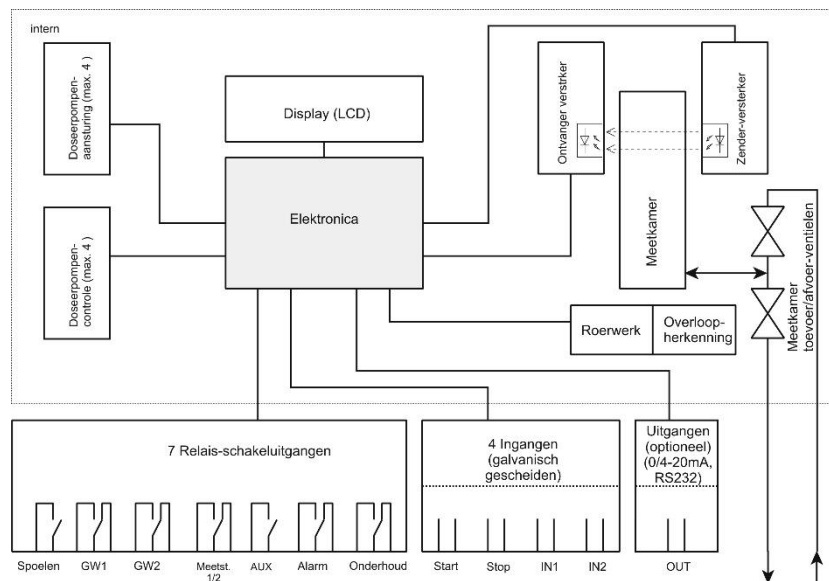 intern
Doseerpompen-
aansturing (max. 4 )
Display (LCD)
Ontvanger verstrker
Zender-versterker
Elektronica
Meetkamer
Doseerpompen-
controle (max. 4 )
Meetkamer
toevoer/afvoer-ventielen
Roerwerk
Overloop-
herkenning
7 Relais-schakeluitgangen
4 Ingangen
(galvanisch
gescheiden)
Uitgangen
(optioneel)
(0/4-20mA,
RS232)
Spoelen
GW1
GW2
Meetst.
1/2
AUX
Alarm
Onderhoud
Start
Stop
IN1
IN2
OUT